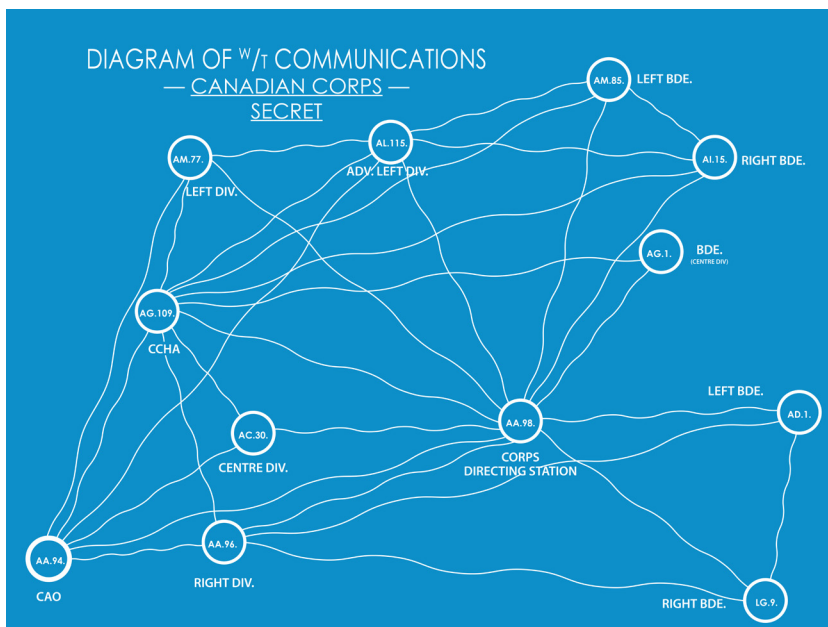 DIAGRAM OF W/T COMMUNICATIONS
— CANADIAN CORPS —
SECRET
AM.85.
LEFT BDE.
AM.77.
LEFT DIV.
AL.115.
ADV. LEFT DIV.
AI.15.
RIGHT BDE.
AG.1.
BDE.
(CENTRE DIV)
AG.109.
CCHA
LEFT BDE.
AD.1.
AA.98.
CORPS
DIRECTING STATION
AC.30.
CENTRE DIV.
AA.96.
RIGHT DIV.
AA.94.
CAO
RIGHT BDE.
LG.9.